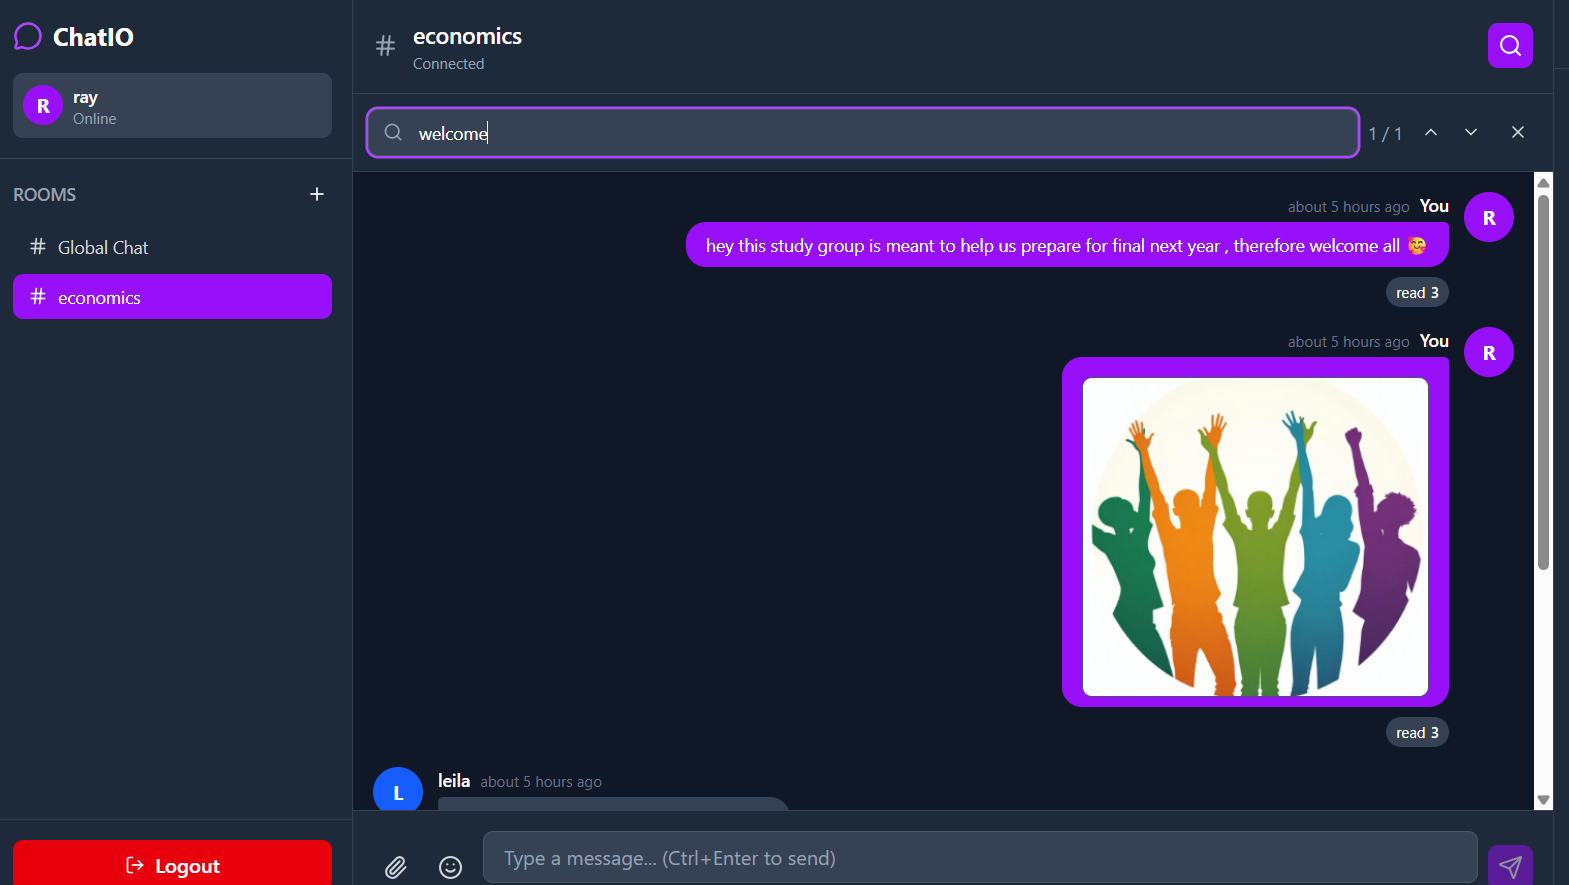 ChatIO
R
ray
Online
ROOMS
+
# Global Chat
# economics
Logout
# economics
Connected
welcome
1 / 1
about 5 hours ago You
R
hey this study group is meant to help us prepare for final next year , therefore welcome all 🥰
read 3
about 5 hours ago You
R
read 3
L
leila about 5 hours ago
Type a message... (Ctrl+Enter to send)